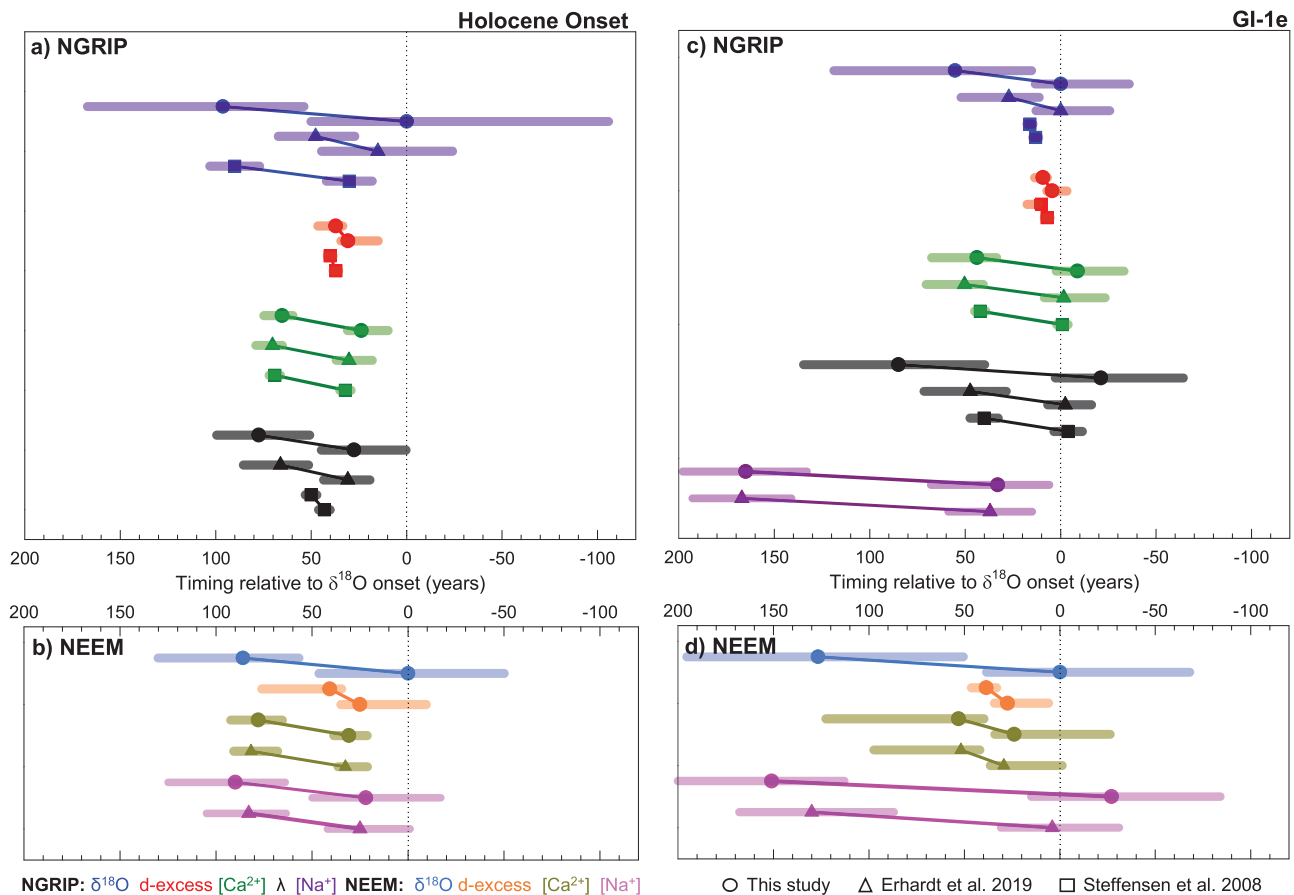 Holocene Onset
GI-1e
a) NGRIP
c) NGRIP
200 150 100 50 0 -50 -100
200 150 100 50 0 -50 -100
Timing relative to δ¹⁸O onset (years)
Timing relative to δ¹⁸O onset (years)
200 100 0 -100
200 150 100 50 0 -50 -100
b) NEEM
d) NEEM
NGRIP: δ¹⁸O d-excess [Ca²⁺] λ [Na⁺] NEEM: δ¹⁸O d-excess [Ca²⁺] [Na⁺]
This study Erhardt et al. 2019 Steffensen et al. 2008